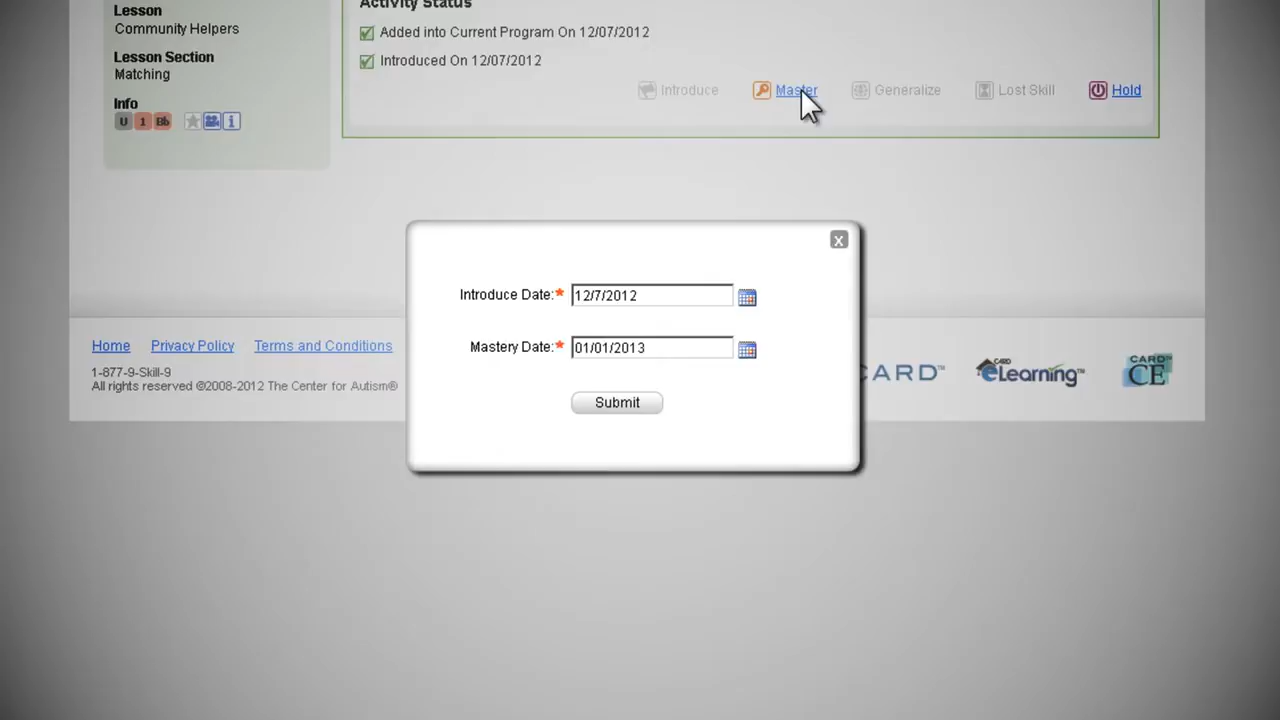 Lesson
Community Helpers
Lesson Section
Matching
Info
U 1 Bb i
Activity Status
Added into Current Program On 12/07/2012
Introduced On 12/07/2012
Introduce Master Generalize Lost Skill Hold
X
Introduce Date:* 12/7/2012
Mastery Date:* 01/01/2013
Submit
Home Privacy Policy Terms and Conditions
1-877-9-Skill-9
All rights reserved ©2008-2012 The Center for Autism®
CARD™
CARD eLearning™
CARD™ CE